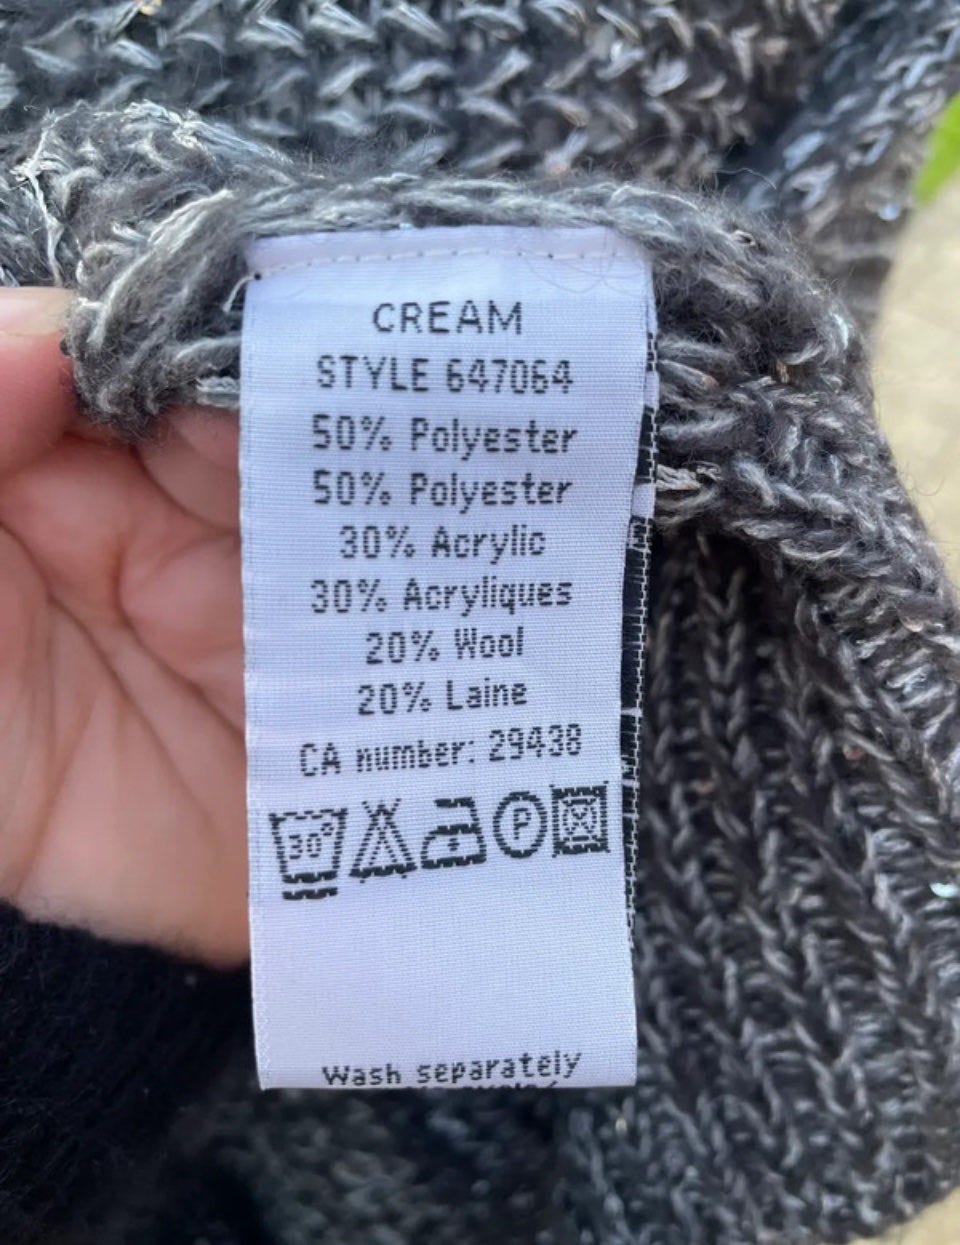 CREAM
STYLE 647064
50% Polyester
50% Polyester
30% Acrylic
30% Acryliques
20% Wool
20% Laine
CA number: 29438
30° P
Wash separately